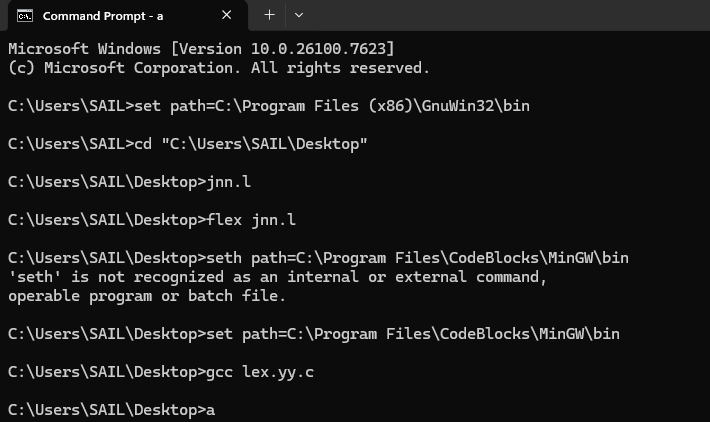 Command Prompt - a
Microsoft Windows [Version 10.0.26100.7623]
(c) Microsoft Corporation. All rights reserved.
C:\Users\SAIL>set path=C:\Program Files (x86)\GnuWin32\bin
C:\Users\SAIL>cd "C:\Users\SAIL\Desktop"
C:\Users\SAIL\Desktop>jnn.l
C:\Users\SAIL\Desktop>flex jnn.l
C:\Users\SAIL\Desktop>seth path=C:\Program Files\CodeBlocks\MinGW\bin
'seth' is not recognized as an internal or external command,
operable program or batch file.
C:\Users\SAIL\Desktop>set path=C:\Program Files\CodeBlocks\MinGW\bin
C:\Users\SAIL\Desktop>gcc lex.yy.c
C:\Users\SAIL\Desktop>a